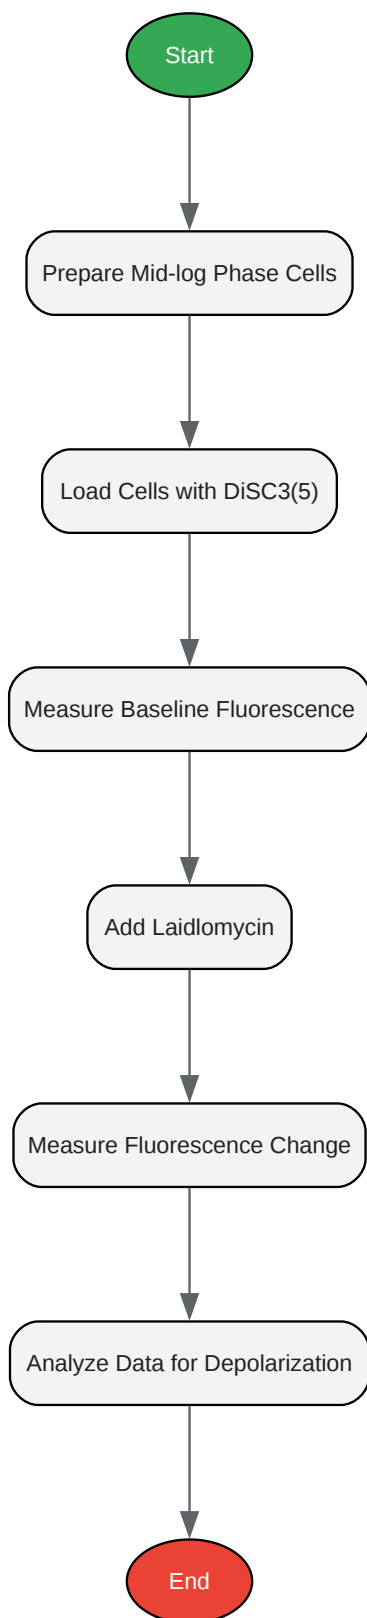 Start
Prepare Mid-log Phase Cells
Load Cells with DiSC3(5)
Measure Baseline Fluorescence
Add Laidlomycin
Measure Fluorescence Change
Analyze Data for Depolarization
End